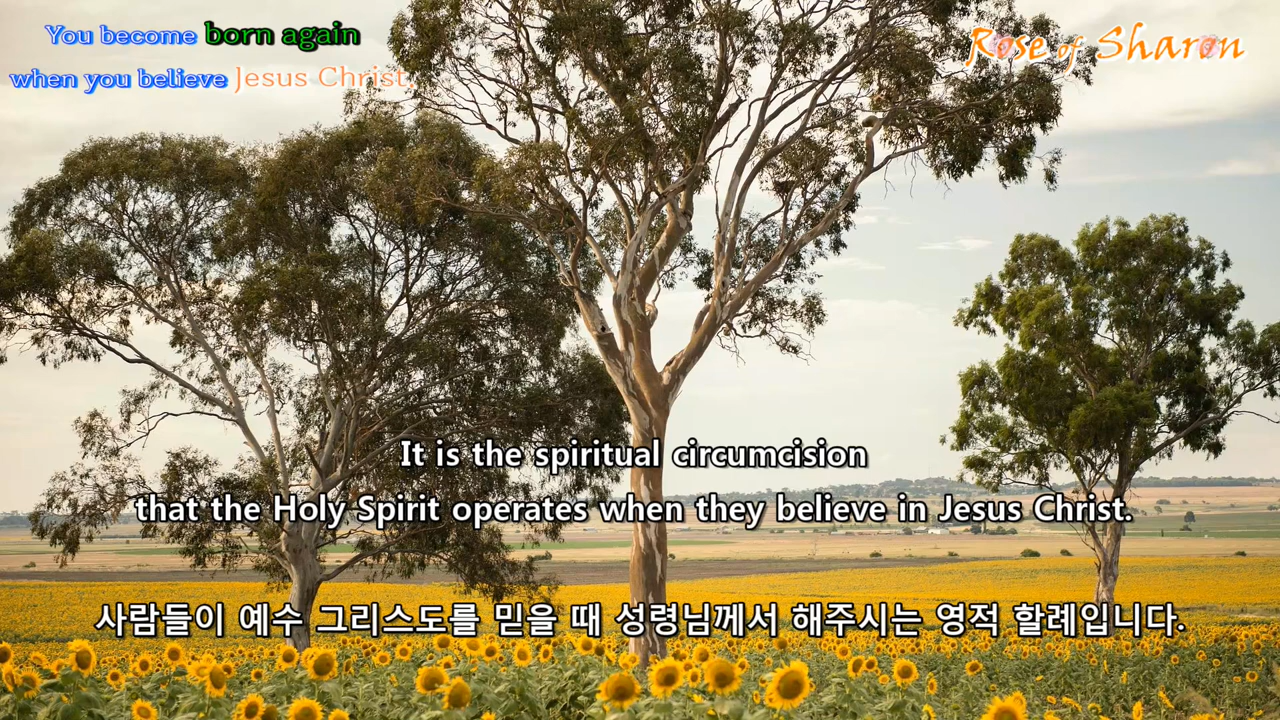 You become born again
when you believe Jesus Christ.
Rose of Sharon
It is the spiritual circumcision
that the Holy Spirit operates when they believe in Jesus Christ.
사람들이 예수 그리스도를 믿을 때 성령님께서 해주시는 영적 할례입니다.